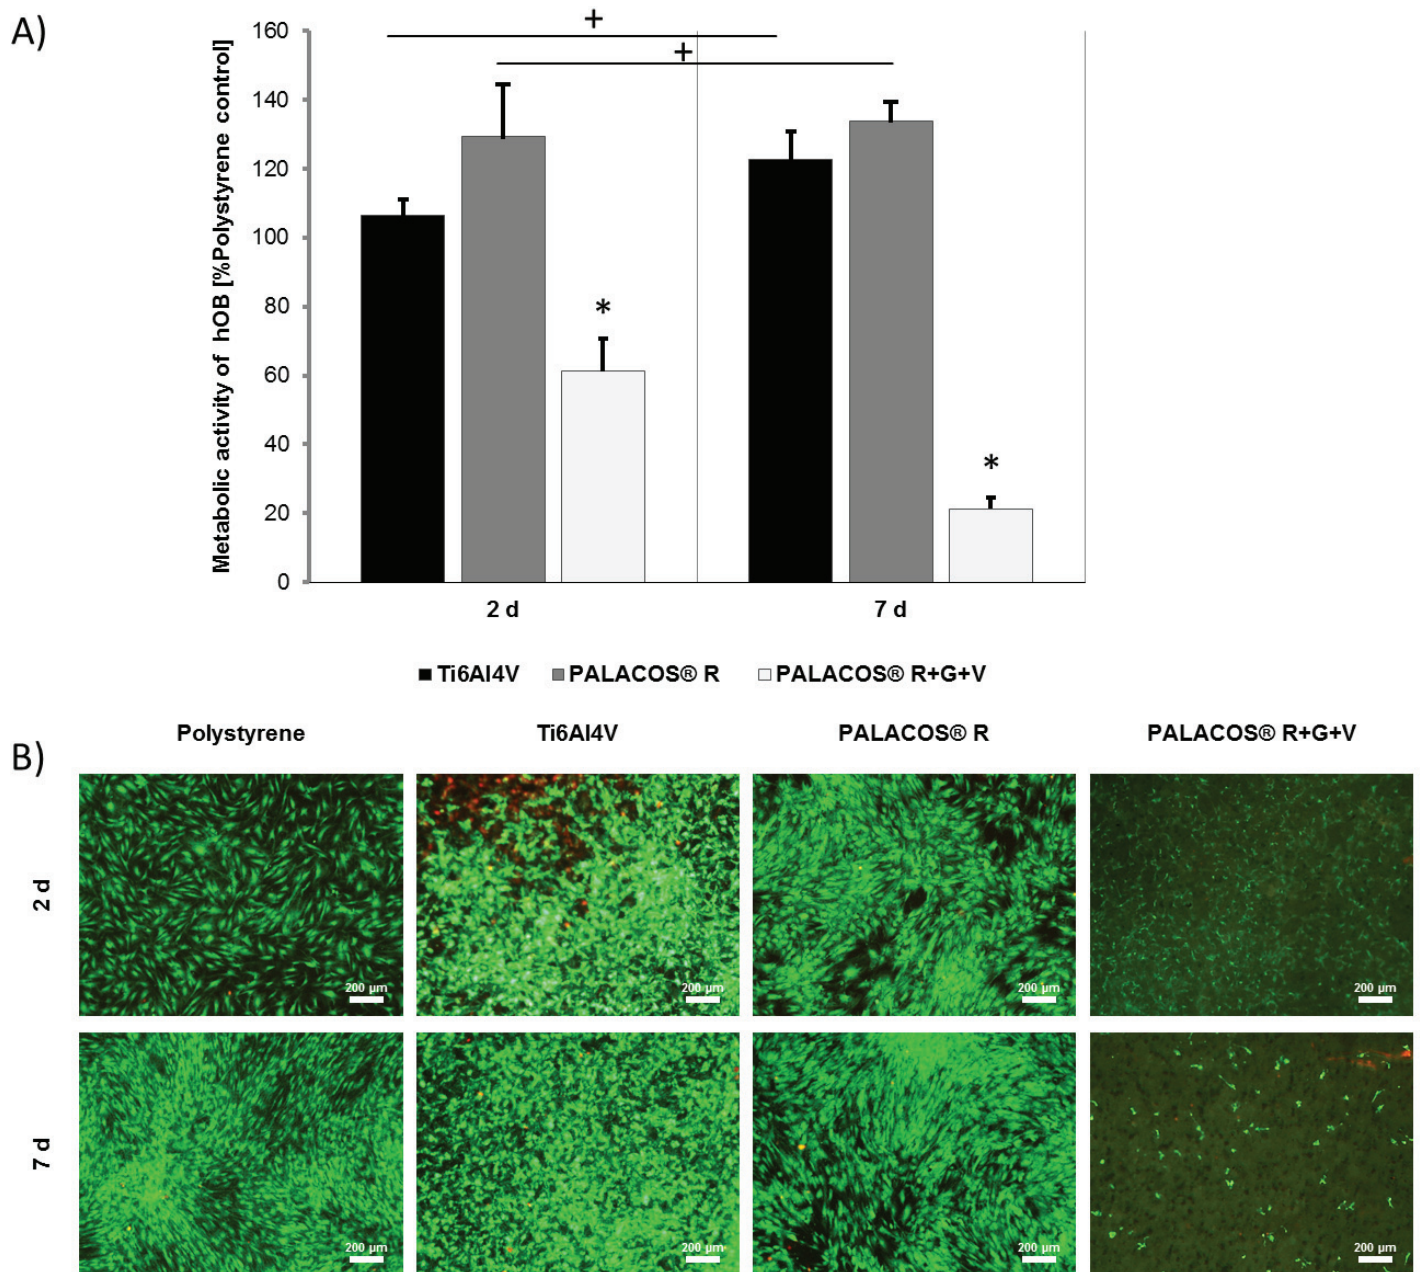 A)
Metabolic activity of hOB [%Polystyrene control]
160
140
120
100
80
60
40
20
0
+
+
*
*
2 d
7 d
Ti6Al4V
PALACOS® R
PALACOS® R+G+V
B)
Polystyrene
Ti6Al4V
PALACOS® R
PALACOS® R+G+V
2 d
200 µm
200 µm
200 µm
200 µm
7 d
200 µm
200 µm
200 µm
200 µm